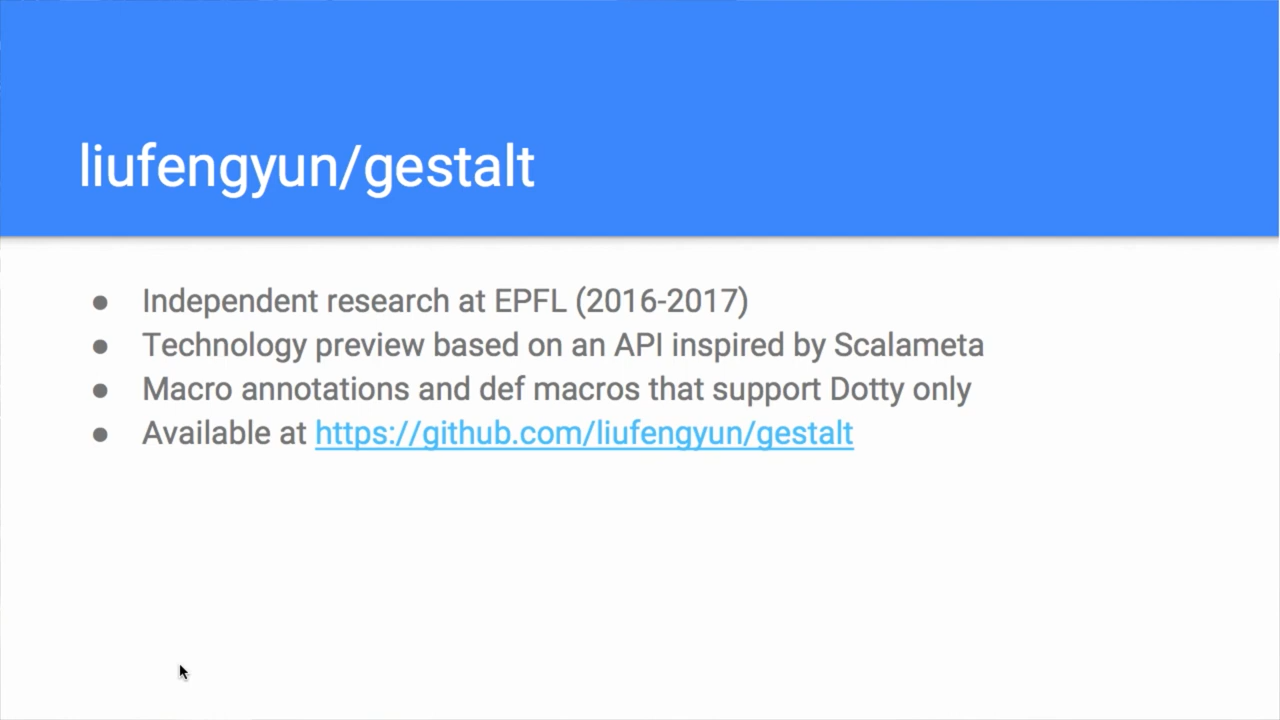 liufengyun/gestalt
● Independent research at EPFL (2016-2017)
● Technology preview based on an API inspired by Scalameta
● Macro annotations and def macros that support Dotty only
● Available at https://github.com/liufengyun/gestalt